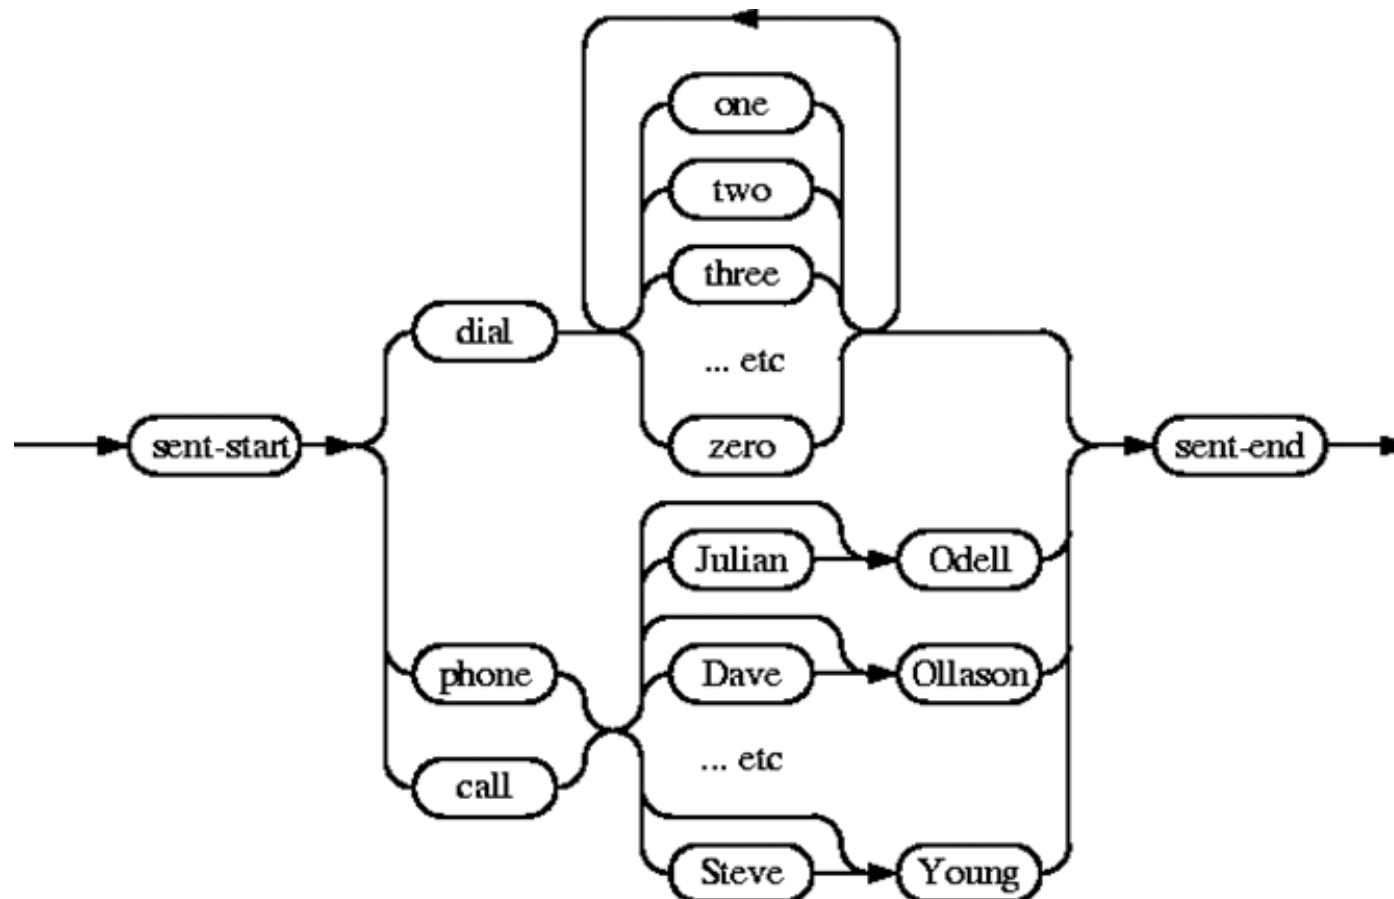 one
two
three
dial
... etc
sent-start
zero
sent-end
Julian
Odell
phone
Dave
Ollason
... etc
call
Steve
Young